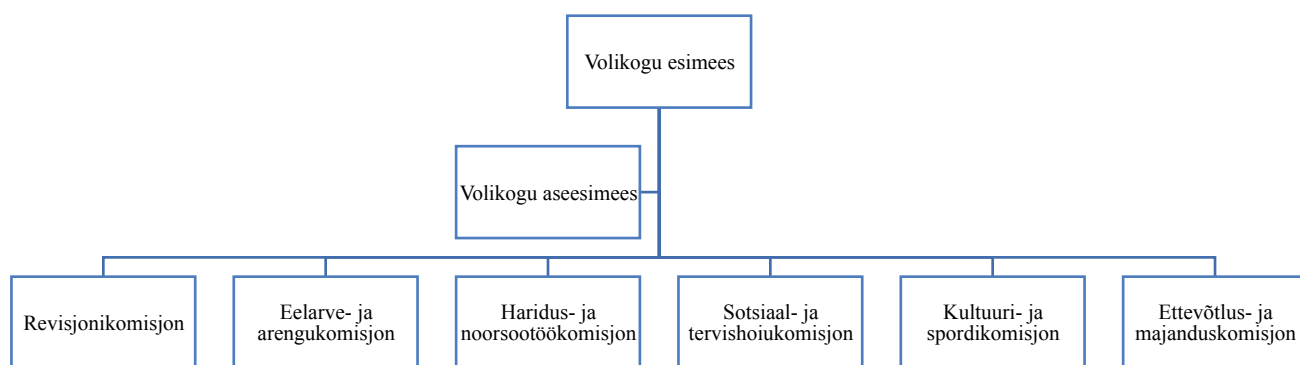 Volikogu esimees
Volikogu aseesimees
Revisjonikomisjon
Eelarve- ja
arengukomisjon
Haridus- ja
noorsootöökomisjon
Sotsiaal- ja
tervishoiukomisjon
Kultuuri- ja
spordikomisjon
Ettevõtlus- ja
majanduskomisjon